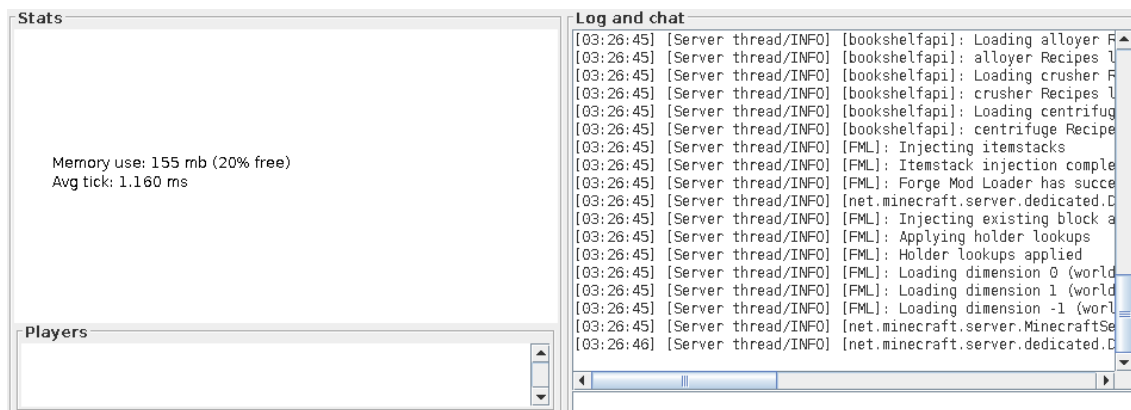 Stats
Memory use: 155 mb (20% free)
Avg tick: 1.160 ms
Players
Log and chat
[03:26:45] [Server thread/INFO] [bookshelfapi]: Loading alloyer R
[03:26:45] [Server thread/INFO] [bookshelfapi]: alloyer Recipes l
[03:26:45] [Server thread/INFO] [bookshelfapi]: Loading crusher R
[03:26:45] [Server thread/INFO] [bookshelfapi]: crusher Recipes l
[03:26:45] [Server thread/INFO] [bookshelfapi]: Loading centrifug
[03:26:45] [Server thread/INFO] [bookshelfapi]: centrifuge Recipe
[03:26:45] [Server thread/INFO] [FML]: Injecting itemstacks
[03:26:45] [Server thread/INFO] [FML]: Itemstack injection comple
[03:26:45] [Server thread/INFO] [FML]: Forge Mod Loader has succe
[03:26:45] [Server thread/INFO] [net.minecraft.server.dedicated.D
[03:26:45] [Server thread/INFO] [FML]: Injecting existing block a
[03:26:45] [Server thread/INFO] [FML]: Applying holder lookups
[03:26:45] [Server thread/INFO] [FML]: Holder lookups applied
[03:26:45] [Server thread/INFO] [FML]: Loading dimension 0 (world
[03:26:45] [Server thread/INFO] [FML]: Loading dimension 1 (world
[03:26:45] [Server thread/INFO] [FML]: Loading dimension -1 (worl
[03:26:45] [Server thread/INFO] [net.minecraft.server.MinecraftSe
[03:26:46] [Server thread/INFO] [net.minecraft.server.dedicated.D